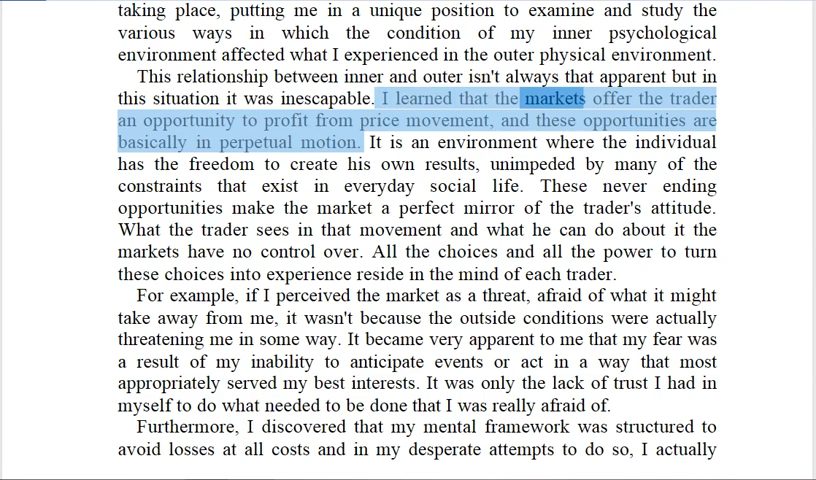 taking place, putting me in a unique position to examine and study the
various ways in which the condition of my inner psychological
environment affected what I experienced in the outer physical environment.
This relationship between inner and outer isn't always that apparent but in
this situation it was inescapable. I learned that the markets offer the trader
an opportunity to profit from price movement, and these opportunities are
basically in perpetual motion. It is an environment where the individual
has the freedom to create his own results, unimpeded by many of the
constraints that exist in everyday social life. These never ending
opportunities make the market a perfect mirror of the trader's attitude.
What the trader sees in that movement and what he can do about it the
markets have no control over. All the choices and all the power to turn
these choices into experience reside in the mind of each trader.
For example, if I perceived the market as a threat, afraid of what it might
take away from me, it wasn't because the outside conditions were actually
threatening me in some way. It became very apparent to me that my fear was
a result of my inability to anticipate events or act in a way that most
appropriately served my best interests. It was only the lack of trust I had in
myself to do what needed to be done that I was really afraid of.
Furthermore, I discovered that my mental framework was structured to
avoid losses at all costs and in my desperate attempts to do so, I actually